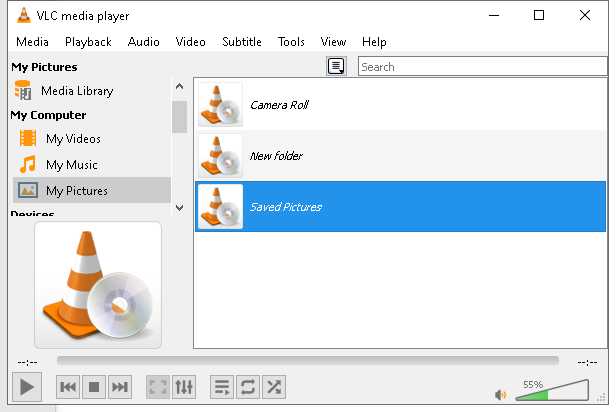 VLC media player
Media Playback Audio Video Subtitle Tools View Help
My Pictures
Search
Media Library
My Computer
My Videos
My Music
My Pictures
Devices
Camera Roll
New folder
Saved Pictures
--:--
--:--
55%